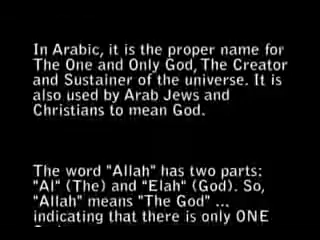 In Arabic, it is the proper name for
The One and Only God, The Creator
and Sustainer of the universe. It is
also used by Arab Jews and
Christians to mean God.
The word "Allah" has two parts:
"Al" (The) and "Elah" (God). So,
"Allah" means "The God" ...
indicating that there is only ONE